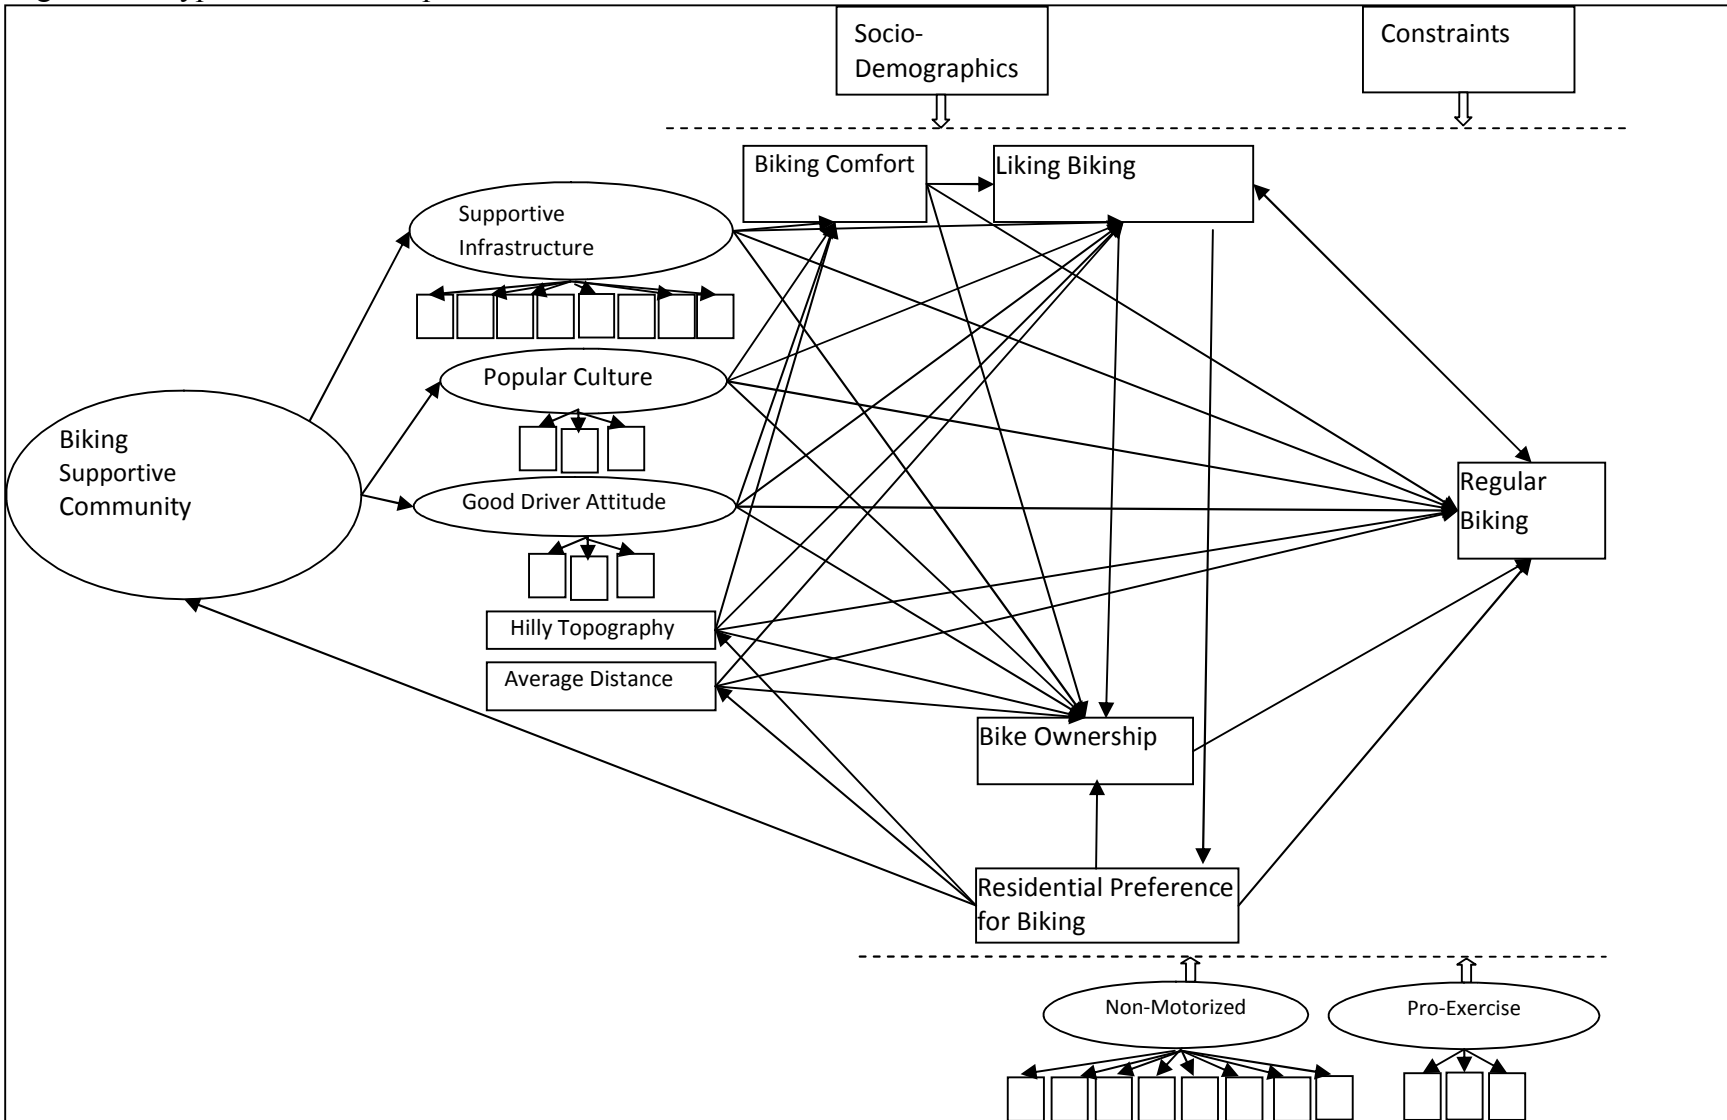 Socio-
Demographics
Constraints
Biking Comfort
Liking Biking
Supportive
Infrastructure
Popular Culture
Biking
Supportive
Community
Good Driver Attitude
Regular
Biking
Hilly Topography
Average Distance
Bike Ownership
Residential Preference
for Biking
Non-Motorized
Pro-Exercise